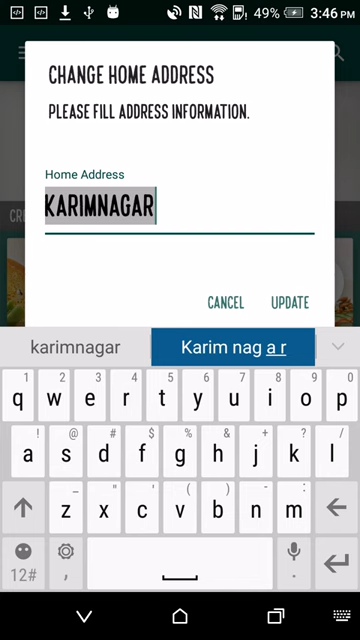 49% 3:46 PM
CHANGE HOME ADDRESS
PLEASE FILL ADDRESS INFORMATION.
Home Address
KARIMNAGAR
CANCEL UPDATE
karimnagar Karim nag a r
1 2 3 4 5 6 7 8 9 0
q w e r t y u i o p
! @ # $ % & + ? /
a s d f g h j k l
_ " ' ( ) - : ;
z x c v b n m
12# , .